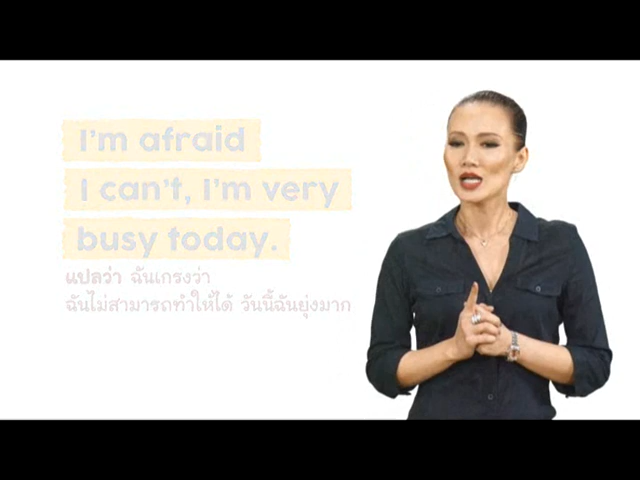 I'm afraid
I can't, I'm very
busy today.
แปลว่า ฉันเกรงว่า
ฉันไม่สามารถทำให้ได้ วันนี้ฉันยุ่งมาก